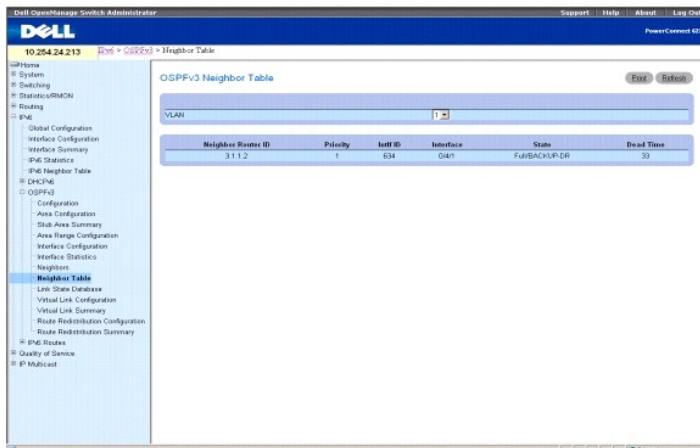 Dell OpenManage Switch Administrator
Support Help About Log Out
DELL
PowerConnect 62
10.254.24.213
IPv6 > OSPFv3 > Neighbor Table
Home
System
Switching
Statistics/RMON
Routing
IPv6
Global Configuration
Interface Configuration
Interface Summary
IPv6 Statistics
IPv6 Neighbor Table
DHCPv6
OSPFv3
Configuration
Area Configuration
Stub Area Summary
Area Range Configuration
Interface Configuration
Interface Statistics
Neighbors
Neighbor Table
Link State Database
Virtual Link Configuration
Virtual Link Summary
Route Redistribution Configuration
Route Redistribution Summary
IPv6 Routes
Quality of Service
IP Multicast
OSPFv3 Neighbor Table
Print Refresh
VLAN 1
Neighbor Router ID Priority Intf ID Interface State Dead Time
3.1.1.2 1 634 0/4/1 Full/BACKUP-DR 33